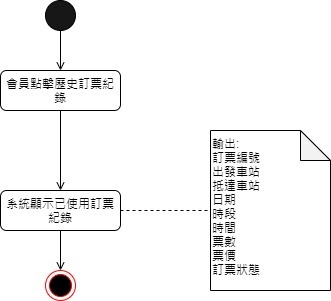 會員點擊歷史訂票紀
錄
系統顯示已使用訂票
紀錄
輸出:
訂票編號
出發車站
抵達車站
日期
時段
時間
票數
票價
訂票狀態